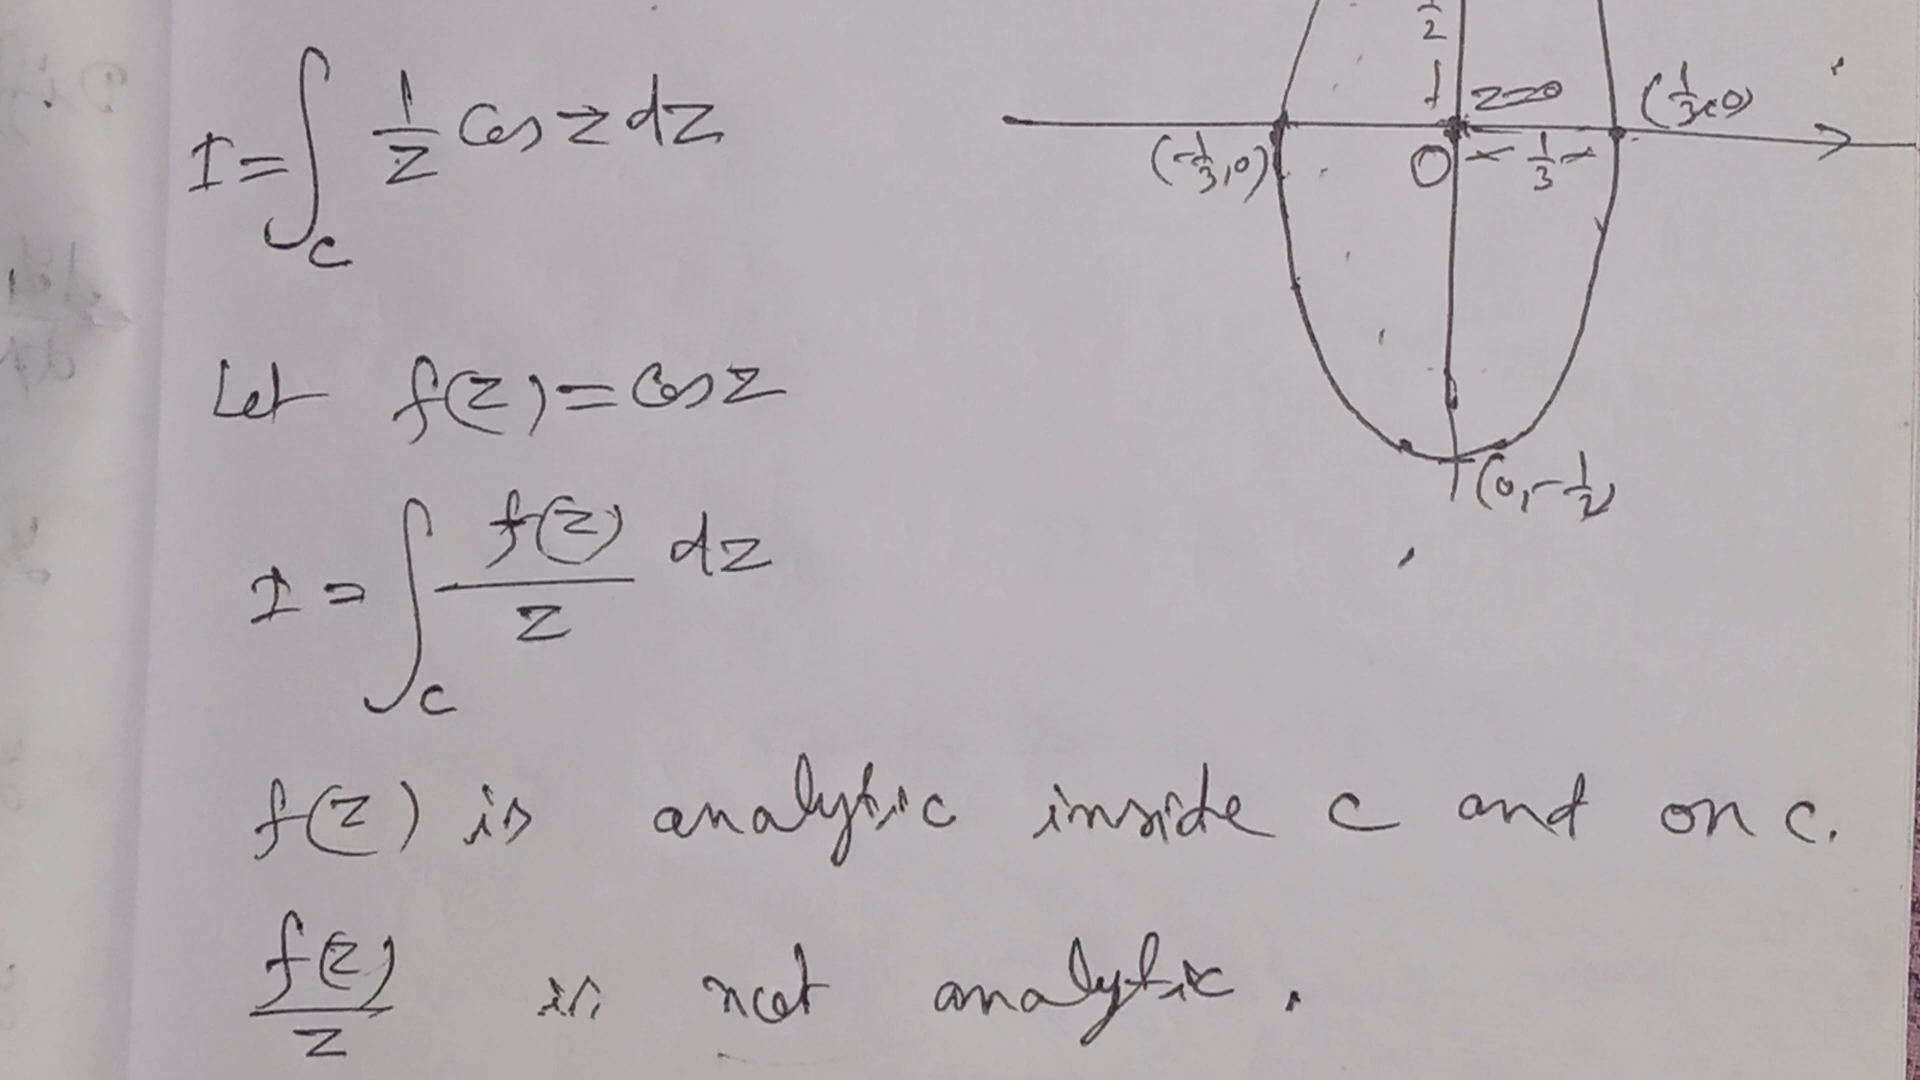 I = ∫_C 1/z Cos z dz
1/2
z=0
(1/3, 0)
(-1/3, 0)
O
1/3
(0, -1/2)
Let f(z) = Cos z
I = ∫_C f(z)/z dz
f(z) is analytic inside C and on C.
f(z)/z is not analytic.